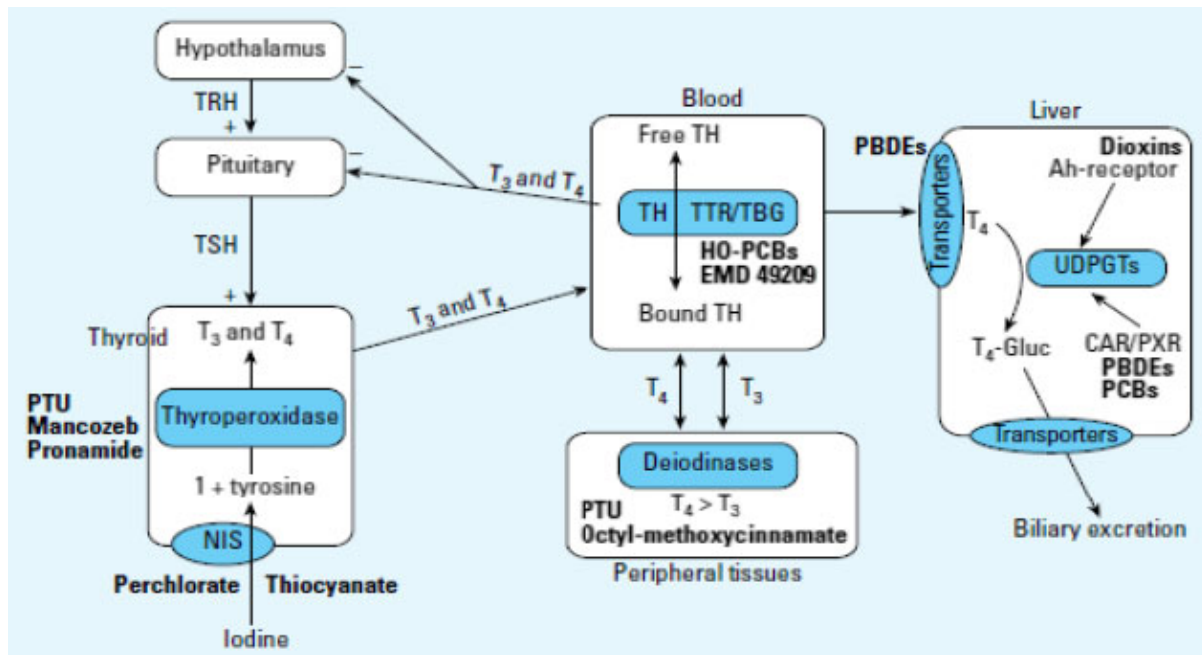 Hypothalamus
–
TRH
+
Pituitary
–
TSH
+
Thyroid
T3 and T4
PTU
Mancozeb
Pronamide
Thyroperoxidase
1 + tyrosine
NIS
Perchlorate
Thiocyanate
Iodine
T3 and T4
T3 and T4
Blood
Free TH
TH
TTR/TBG
HO-PCBs
EMD 49209
Bound TH
T4
T3
Deiodinases
T4 > T3
PTU
Octyl-methoxycinnamate
Peripheral tissues
Liver
PBDEs
Transporters
T4
Dioxins
Ah-receptor
UDPGTs
T4-Gluc
CAR/PXR
PBDEs
PCBs
Transporters
Biliary excretion